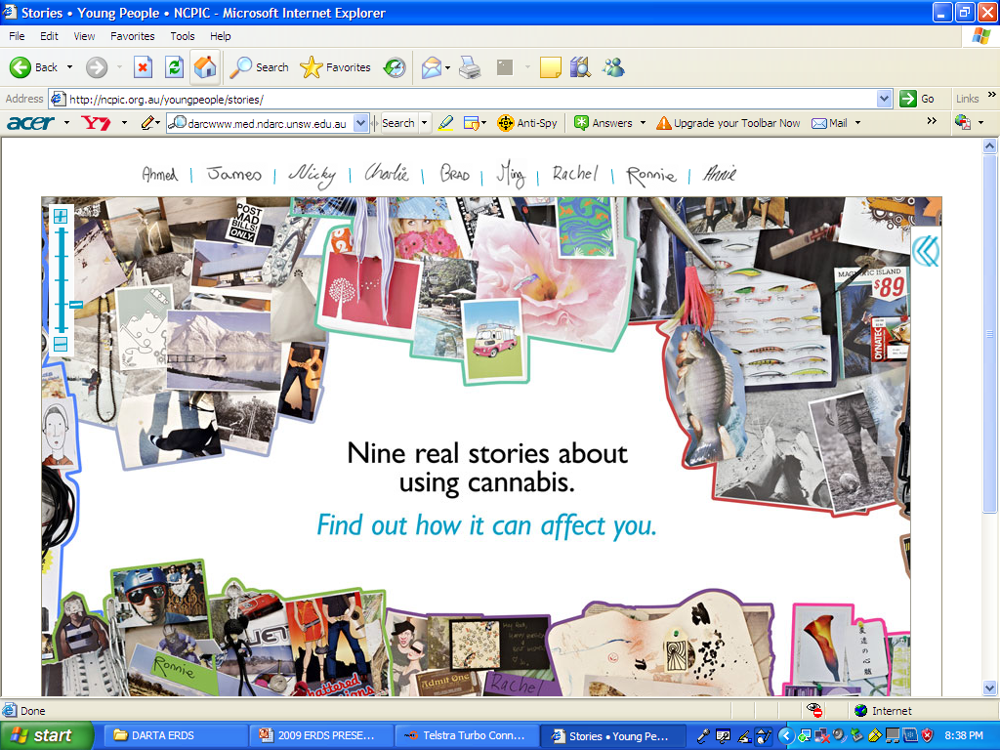 Stories • Young People • NCPIC - Microsoft Internet Explorer
File Edit View Favorites Tools Help
Back Search Favorites
Address http://ncpic.org.au/youngpeople/stories/ Go Links »
acer Y! darcwww.med.ndarc.unsw.edu.au Search Anti-Spy Answers Upgrade your Toolbar Now Mail »
Ahmed | James | Nicky | Charlie | BRAD | Ming | Rachel | Ronnie | Annie
POST
MAD
BILLS!
ONLY.
MAGNETIC ISLAND
$89
DYNATEC
Nine real stories about
using cannabis.
Find out how it can affect you.
Ronnie
Admit One
Rachel
Shattered
Done Internet
start DARTA ERDS 2009 ERDS PRESE... Telstra Turbo Conn... Stories • Young Pe... 8:38 PM